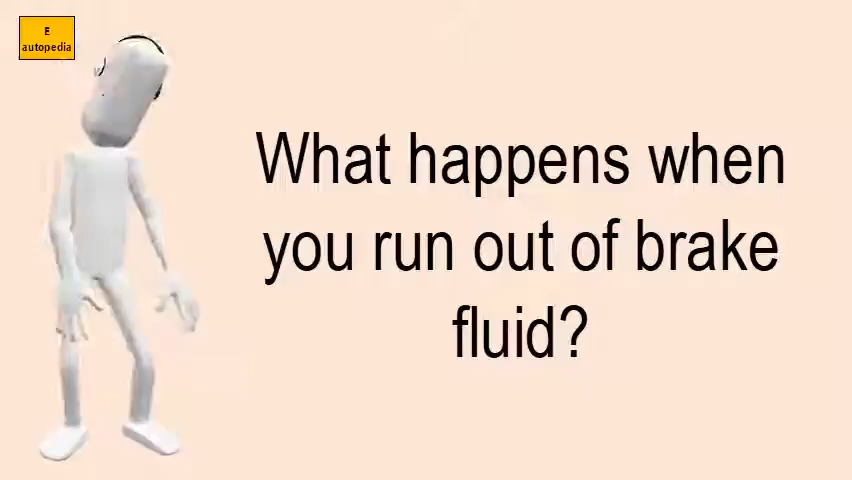 E
autopedia
What happens when
you run out of brake
fluid?